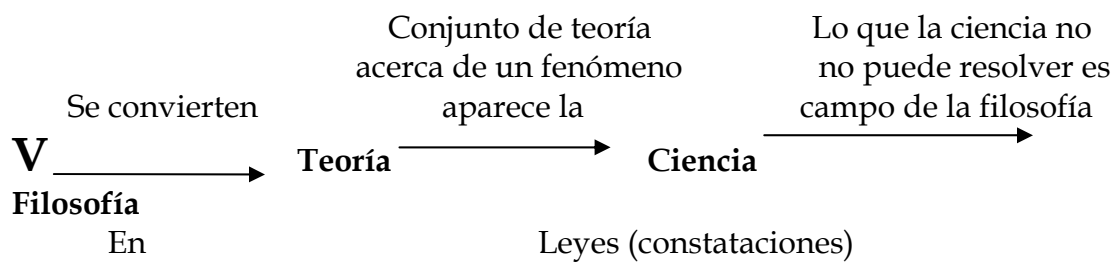 Conjunto de teoría
acerca de un fenómeno
aparece la
Lo que la ciencia no
no puede resolver es
campo de la filosofía
Se convierten
V
Filosofía
En
Teoría
Ciencia
Leyes (constataciones)